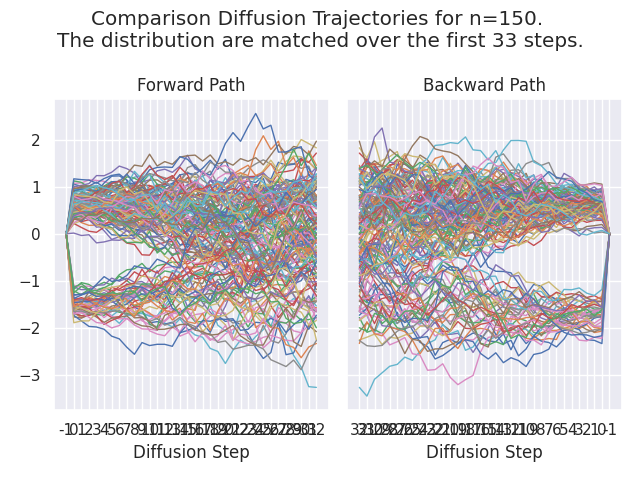 Comparison Diffusion Trajectories for n=150.
The distribution are matched over the first 33 steps.
Forward Path
Backward Path
2
1
0
−1
−2
−3
Diffusion Step
Diffusion Step